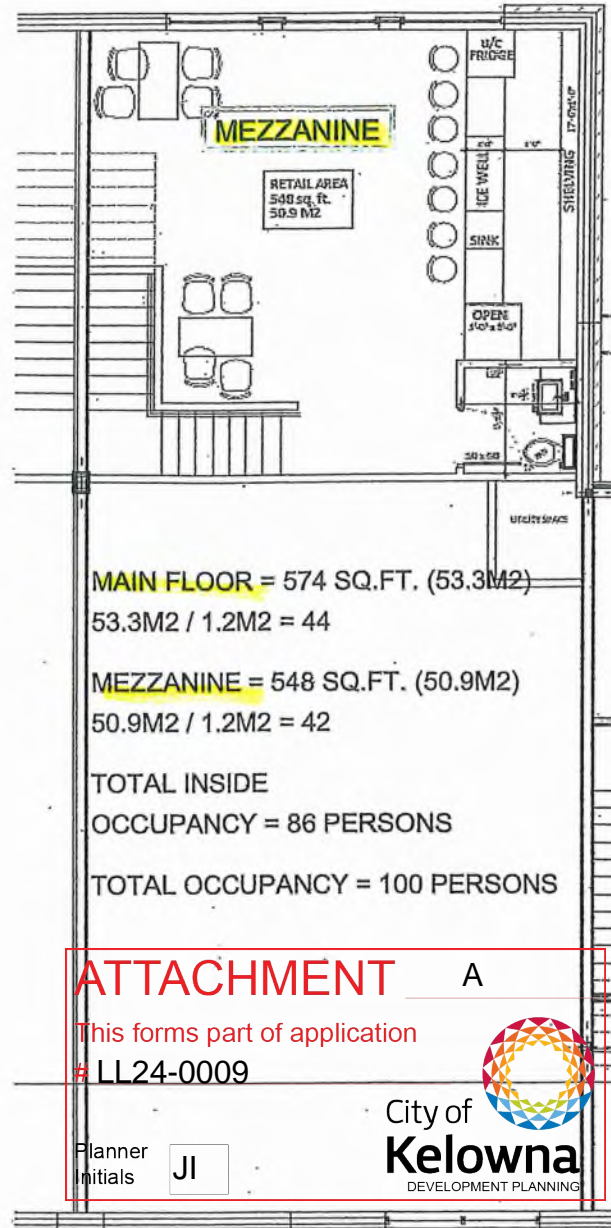 U/C
FRIDGE
MEZZANINE
RETAIL AREA
548 sq. ft.
50.9 M2
ICE WELL
SHELVING
SINK
OPEN
UTILITY SPACE
MAIN FLOOR = 574 SQ.FT. (53.3M2)
53.3M2 / 1.2M2 = 44
MEZZANINE = 548 SQ.FT. (50.9M2)
50.9M2 / 1.2M2 = 42
TOTAL INSIDE
OCCUPANCY = 86 PERSONS
TOTAL OCCUPANCY = 100 PERSONS
ATTACHMENT A
This forms part of application
# LL24-0009
City of
Kelowna
DEVELOPMENT PLANNING
Planner
Initials
JI